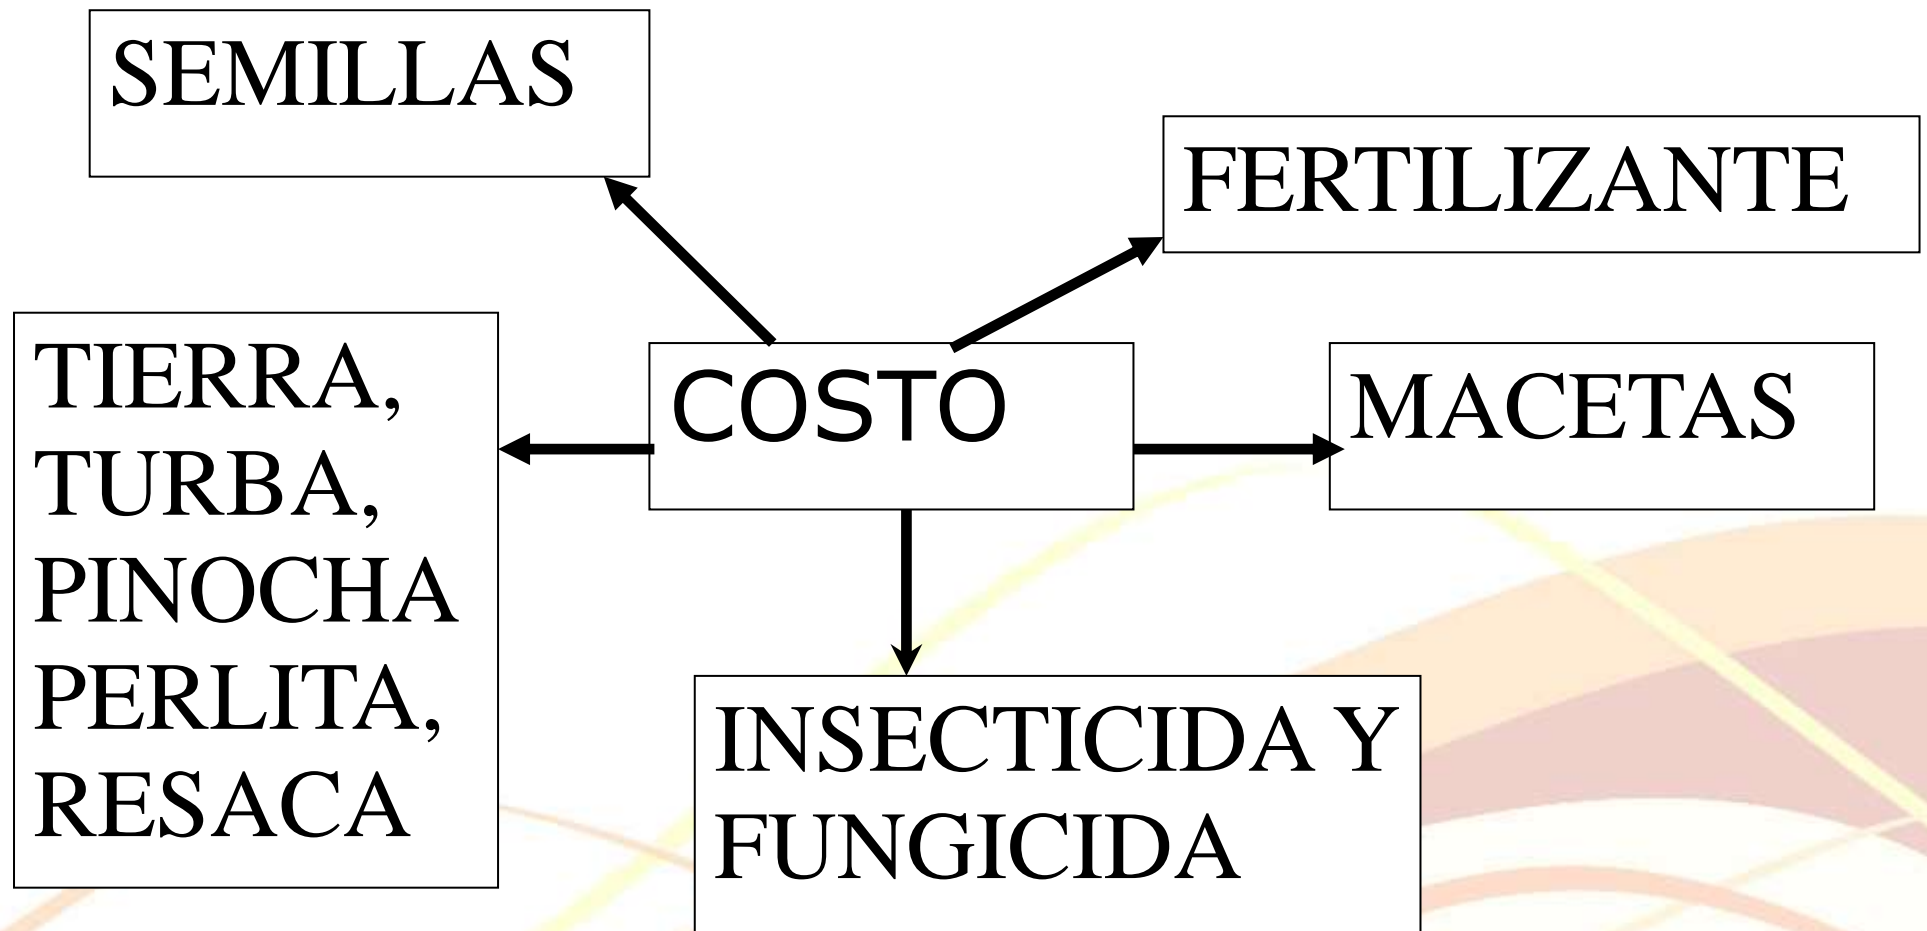 SEMILLAS
FERTILIZANTE
TIERRA,
TURBA,
PINOCHA
PERLITA,
RESACA
COSTO
MACETAS
INSECTICIDA Y
FUNGICIDA